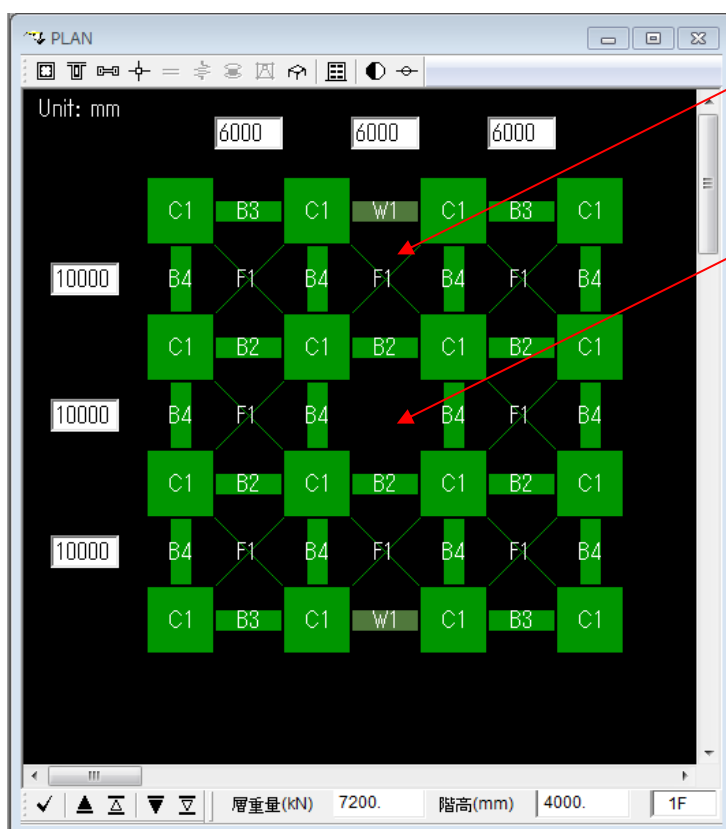 PLAN
Unit: mm
6000 6000 6000
C1 B3 C1 W1 C1 B3 C1
10000 B4 F1 B4 F1 B4 F1 B4
C1 B2 C1 B2 C1 B2 C1
10000 B4 F1 B4 B4 F1 B4
C1 B2 C1 B2 C1 B2 C1
10000 B4 F1 B4 F1 B4 F1 B4
C1 B3 C1 W1 C1 B3 C1
層重量(kN) 7200. 階高(mm) 4000. 1F